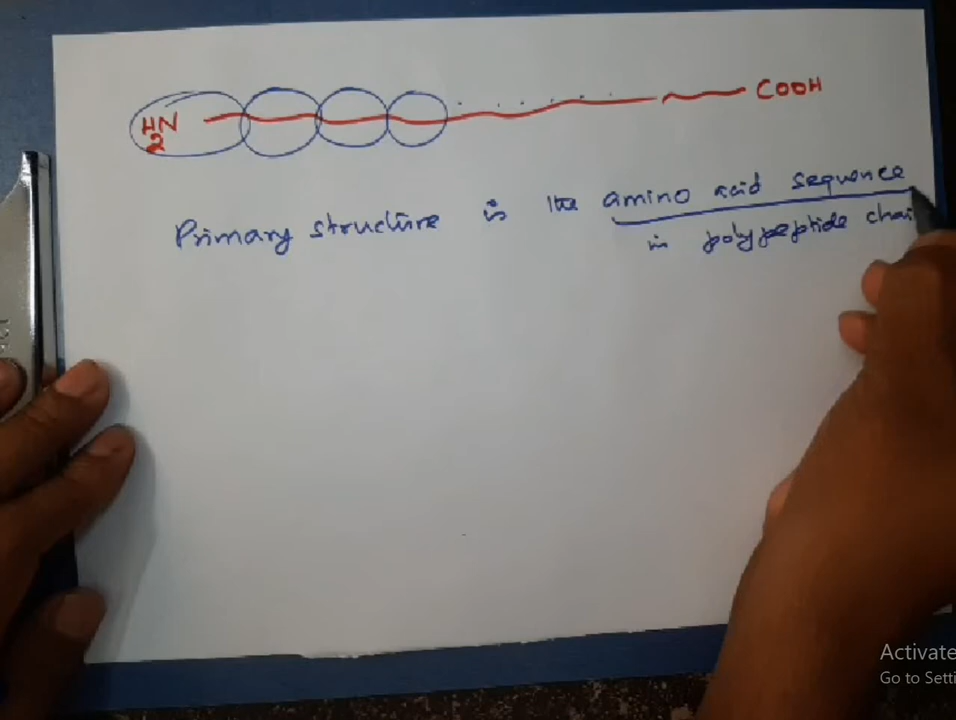 H2N COOH
Primary structure is the amino acid sequence
in polypeptide chai
Activate
Go to Setti